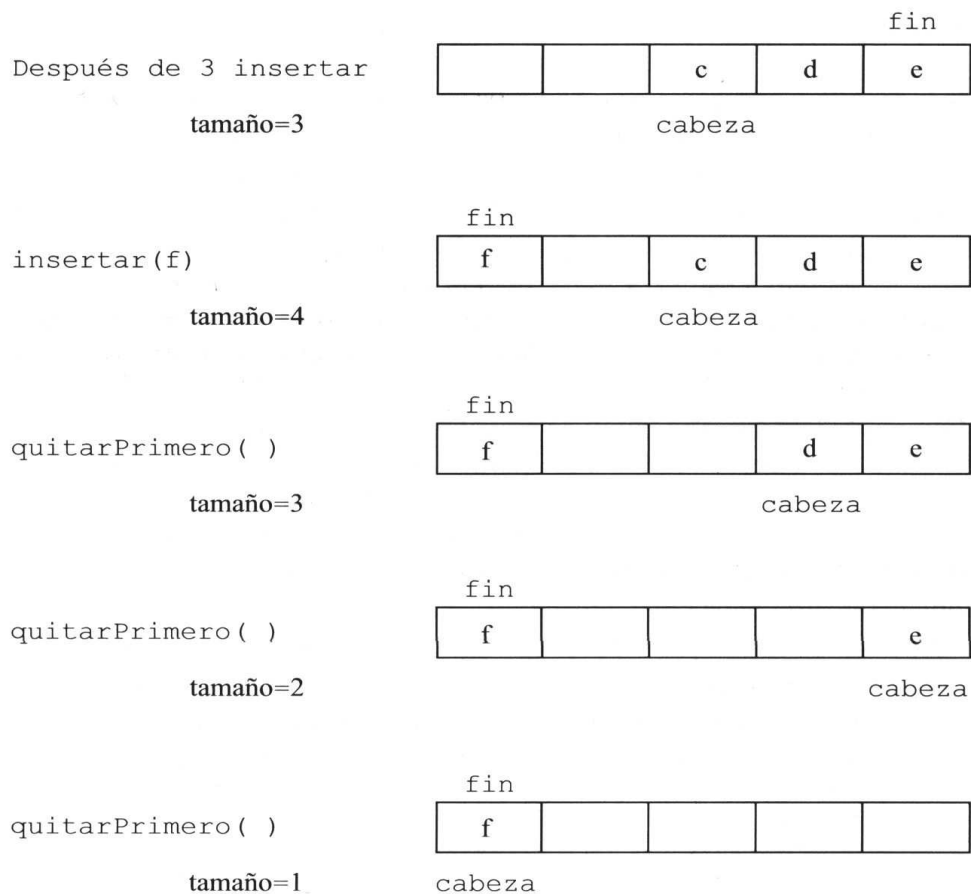 fin
Después de 3 insertar c d e
tamaño=3 cabeza
fin
insertar(f) f c d e
tamaño=4 cabeza
fin
quitarPrimero( ) f d e
tamaño=3 cabeza
fin
quitarPrimero( ) f e
tamaño=2 cabeza
fin
quitarPrimero( ) f
tamaño=1 cabeza